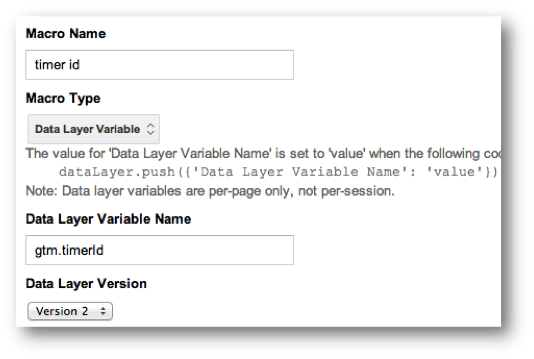 Macro Name
timer id
Macro Type
Data Layer Variable
The value for 'Data Layer Variable Name' is set to 'value' when the following
dataLayer.push(('Data Layer Variable Name': 'value'))
Note: Data layer variables are per-page only, not per-session.
Data Layer Variable Name
gtm.timerId
Data Layer Version
Version 2